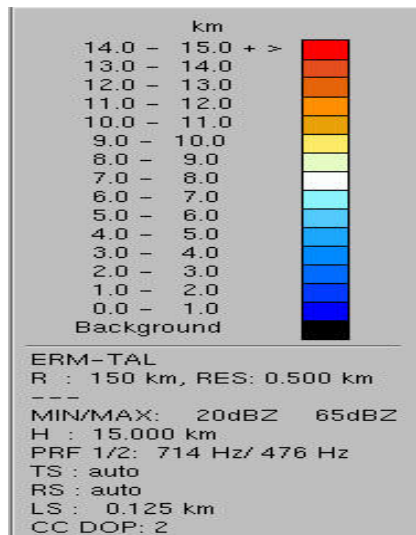 km
14.0 – 15.0 + >
13.0 – 14.0
12.0 – 13.0
11.0 – 12.0
10.0 – 11.0
9.0 – 10.0
8.0 – 9.0
7.0 – 8.0
6.0 – 7.0
5.0 – 6.0
4.0 – 5.0
3.0 – 4.0
2.0 – 3.0
1.0 – 2.0
0.0 – 1.0
Background
ERM–TAL
R : 150 km, RES: 0.500 km
–––
MIN/MAX: 20dBZ 65dBZ
H : 15.000 km
PRF 1/2: 714 Hz/ 476 Hz
TS : auto
RS : auto
LS : 0.125 km
CC DOP: 2